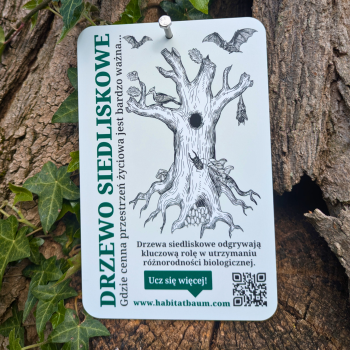 DRZEWO SIEDLISKOWE
Gdzie cenna przestrzeń życiowa jest bardzo ważna...
Drzewa siedliskowe odgrywają
kluczową rolę w utrzymaniu
różnorodności biologicznej.
Ucz się więcej!
www.habitatbaum.com